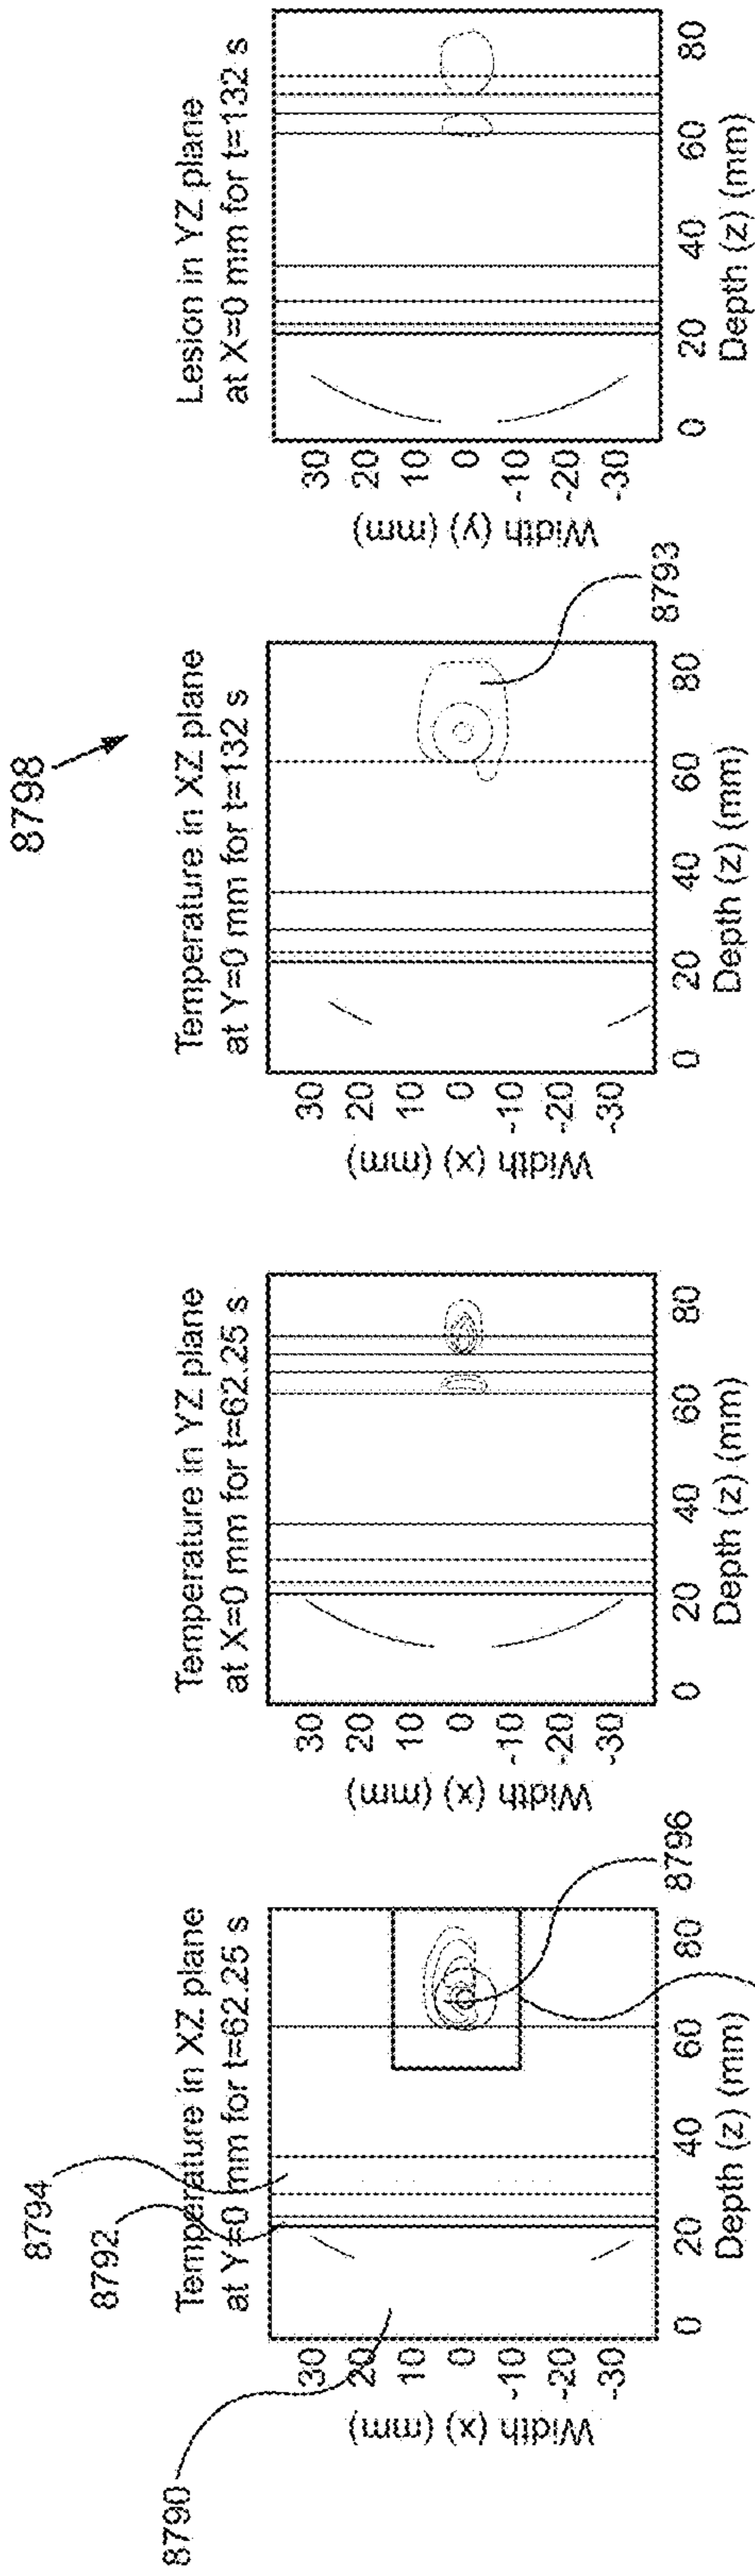 8798
8790
8792
8794
Temperature in XZ plane
at Y=0 mm for t=62.25 s
Width (x) (mm)
30
20
10
0
-10
-20
-30
0 20 40 60 80
Depth (z) (mm)
8796
Temperature in YZ plane
at X=0 mm for t=62.25 s
Width (x) (mm)
30
20
10
0
-10
-20
-30
0 20 40 60 80
Depth (z) (mm)
Temperature in XZ plane
at Y=0 mm for t=132 s
Width (x) (mm)
30
20
10
0
-10
-20
-30
0 20 40 60 80
Depth (z) (mm)
8793
Lesion in YZ plane
at X=0 mm for t=132 s
Width (y) (mm)
30
20
10
0
-10
-20
-30
0 20 40 60 80
Depth (z) (mm)